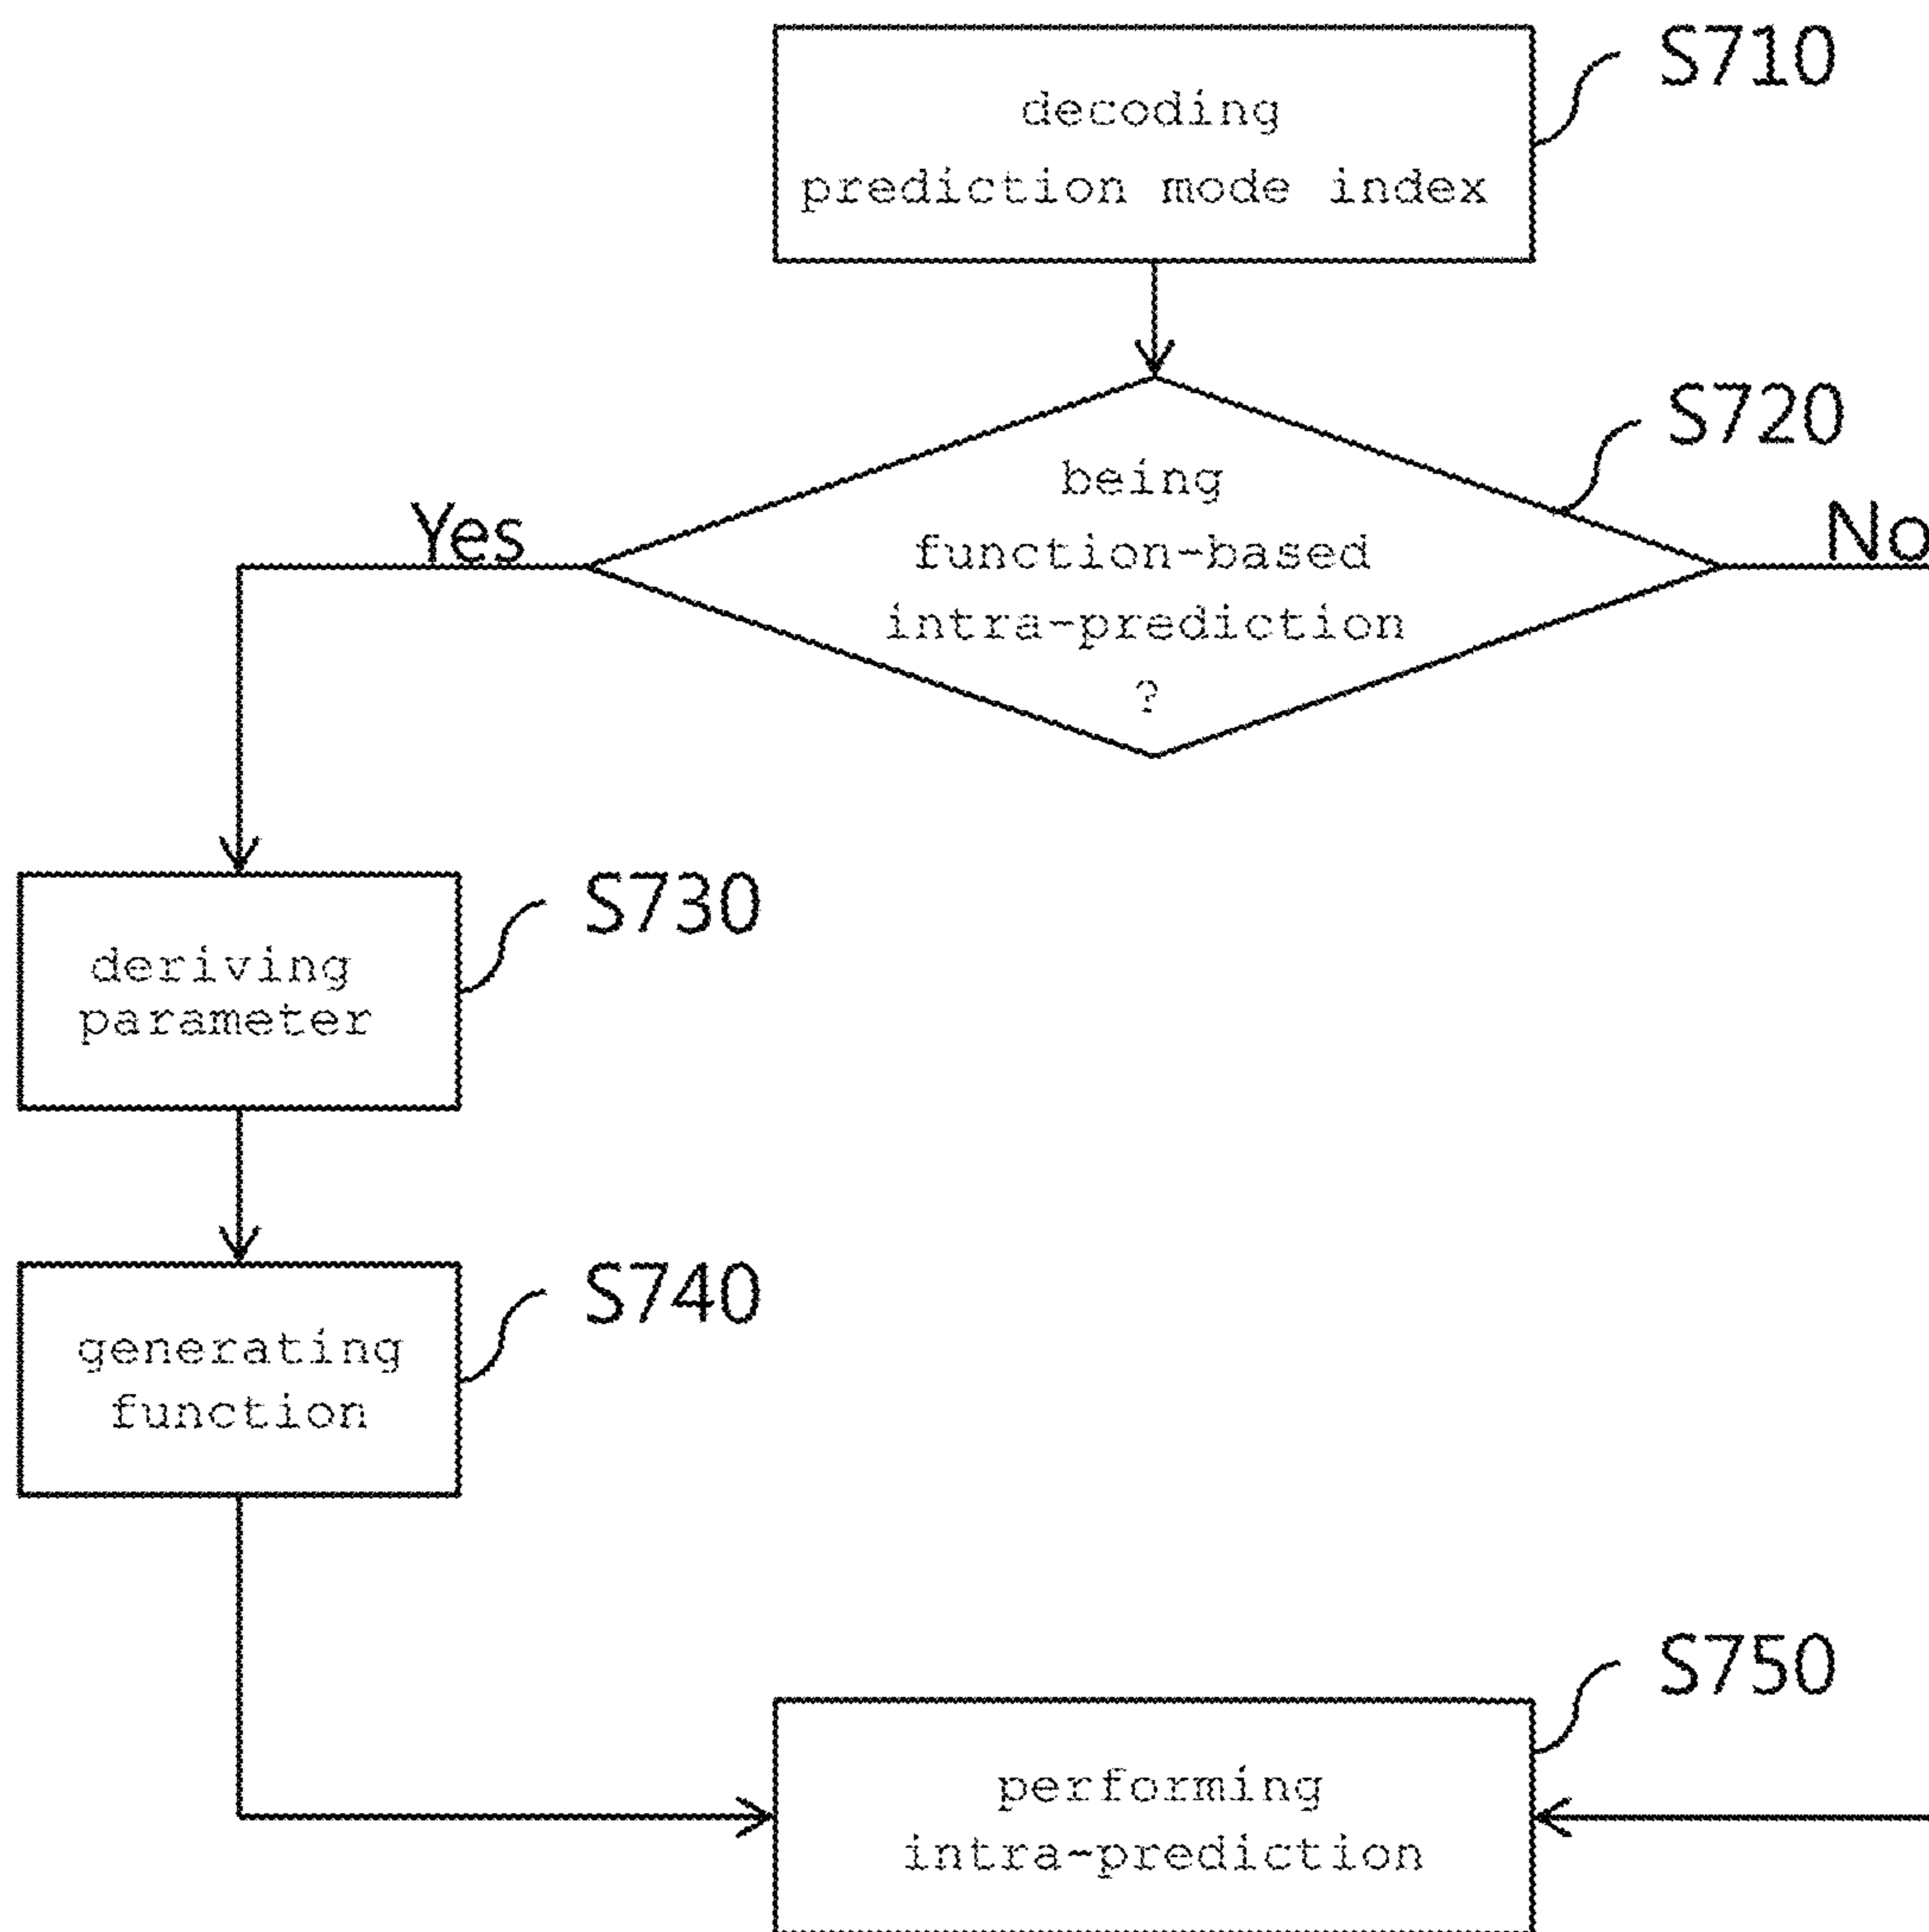 S710
decoding
prediction mode index
S720
being
function-based
intra-prediction
?
Yes
No
S730
deriving
parameter
S740
generating
function
S750
performing
intra-prediction